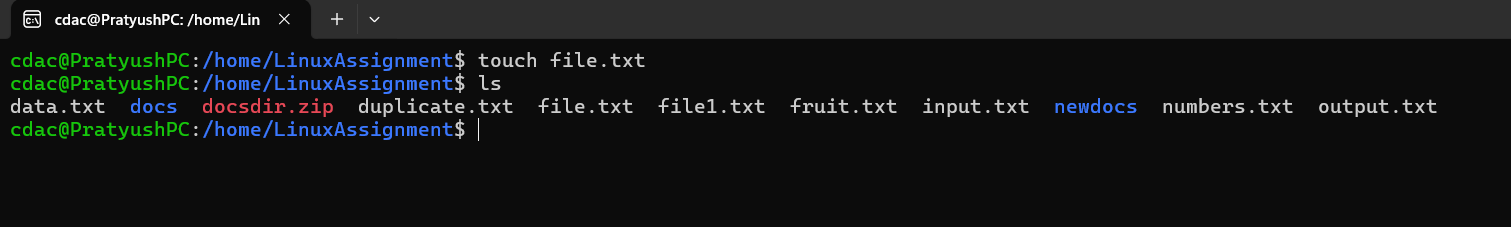 cdac@PratyushPC: /home/Lin
cdac@PratyushPC:/home/LinuxAssignment$ touch file.txt
cdac@PratyushPC:/home/LinuxAssignment$ ls
data.txt  docs  docsdir.zip  duplicate.txt  file.txt  file1.txt  fruit.txt  input.txt  newdocs  numbers.txt  output.txt
cdac@PratyushPC:/home/LinuxAssignment$